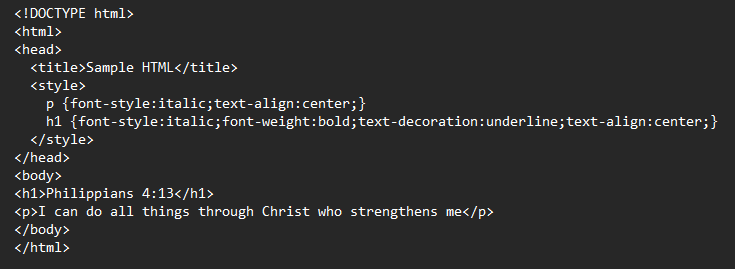 <!DOCTYPE html>
<html>
<head>
  <title>Sample HTML</title>
  <style>
    p {font-style:italic;text-align:center;}
    h1 {font-style:italic;font-weight:bold;text-decoration:underline;text-align:center;}
  </style>
</head>
<body>
<h1>Philippians 4:13</h1>
<p>I can do all things through Christ who strengthens me</p>
</body>
</html>